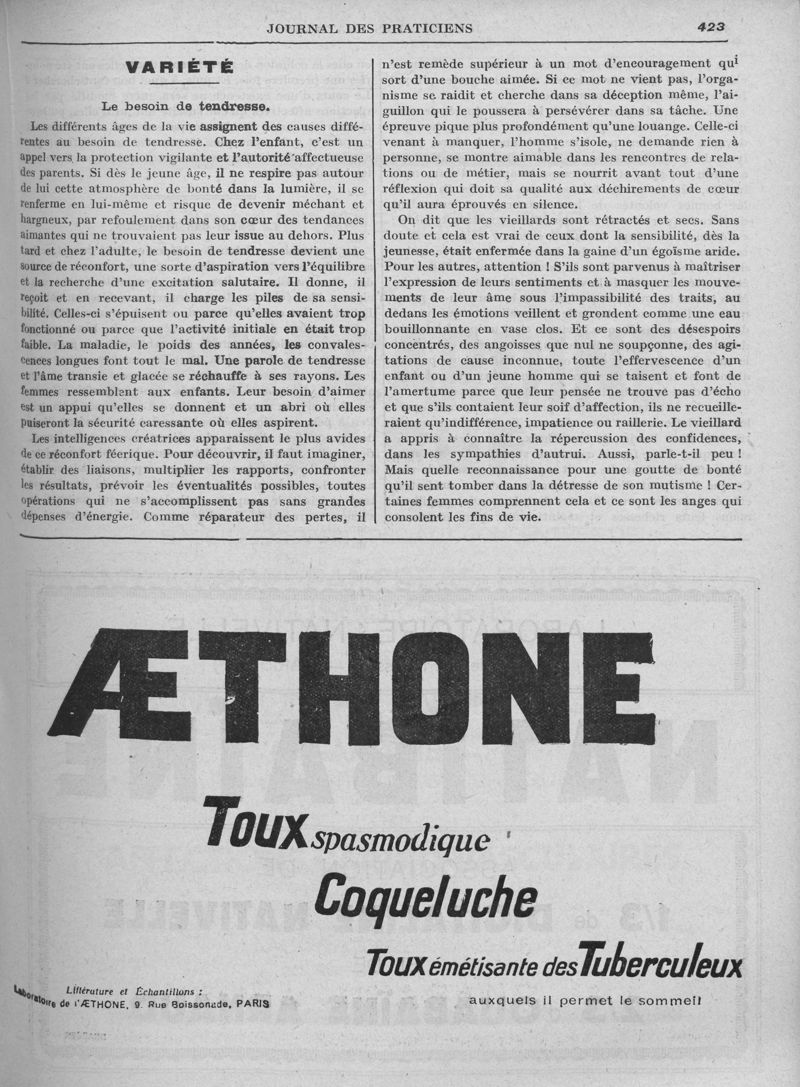 JOURNAL DES PRATICIENS 423
VARIÉTÉ
Le besoin de tendresse.
Les différents âges de la vie assignent des causes diffé-
rentes au besoin de tendresse. Chez l'enfant, c'est un
appel vers la protection vigilante et l'autorité affectueuse
des parents. Si dès le jeune âge, il ne respire pas autour
de lui cette atmosphère de bonté dans la lumière, il se
renferme en lui-même et risque de devenir méchant et
hargneux, par refoulement dans son cœur des tendances
aimantes qui ne trouvaient pas leur issue au dehors. Plus
tard et chez l'adulte, le besoin de tendresse devient une
source de réconfort, une sorte d'aspiration vers l'équilibre
et la recherche d'une excitation salutaire. Il donne, il
reçoit et en recevant, il charge les piles de sa sensi-
bilité. Celles-ci s'épuisent ou parce qu'elles avaient trop
fonctionné ou parce que l'activité initiale en était trop
faible. La maladie, le poids des années, les convales-
cences longues font tout le mal. Une parole de tendresse
et l'âme transie et glacée se réchauffe à ses rayons. Les
femmes ressemblent aux enfants. Leur besoin d'aimer
est un appui qu'elles se donnent et un abri où elles
puiseront la sécurité caressante où elles aspirent.
Les intelligences créatrices apparaissent le plus avides
de ce réconfort féerique. Pour découvrir, il faut imaginer,
établir des liaisons, multiplier les rapports, confronter
les résultats, prévoir les éventualités possibles, toutes
opérations qui ne s'accomplissent pas sans grandes
dépenses d'énergie. Comme réparateur des pertes, il
n'est remède supérieur à un mot d'encouragement qui
sort d'une bouche aimée. Si ce mot ne vient pas, l'orga-
nisme se raidit et cherche dans sa déception même, l'ai-
guillon qui le poussera à persévérer dans sa tâche. Une
épreuve pique plus profondément qu'une louange. Celle-ci
venant à manquer, l'homme s'isole, ne demande rien à
personne, se montre aimable dans les rencontres de rela-
tions ou de métier, mais se nourrit avant tout d'une
réflexion qui doit sa qualité aux déchirements de cœur
qu'il aura éprouvés en silence.
On dit que les vieillards sont rétractés et secs. Sans
doute et cela est vrai de ceux dont la sensibilité, dès la
jeunesse, était enfermée dans la gaine d'un égoïsme aride.
Pour les autres, attention ! S'ils sont parvenus à maîtriser
l'expression de leurs sentiments et à masquer les mouve-
ments de leur âme sous l'impassibilité des traits, au
dedans les émotions veillent et grondent comme une eau
bouillonnante en vase clos. Et ce sont des désespoirs
concentrés, des angoisses que nul ne soupçonne, des agi-
tations de cause inconnue, toute l'effervescence d'un
enfant ou d'un jeune homme qui se taisent et font de
l'amertume parce que leur pensée ne trouve pas d'écho
et que s'ils contaient leur soif d'affection, ils ne recueille-
raient qu'indifférence, impatience ou raillerie. Le vieillard
a appris à connaître la répercussion des confidences,
dans les sympathies d'autrui. Aussi, parle-t-il peu !
Mais quelle reconnaissance pour une goutte de bonté
qu'il sent tomber dans la détresse de son mutisme ! Cer-
taines femmes comprennent cela et ce sont les anges qui
consolent les fins de vie.
ÆTHONE
Toux spasmodique
Coqueluche
Toux émétisante des Tuberculeux
auxquels il permet le sommeil
Littérature et Échantillons :
Laboratoire de l'ÆTHONE, 9, Rue Boissonade, PARIS